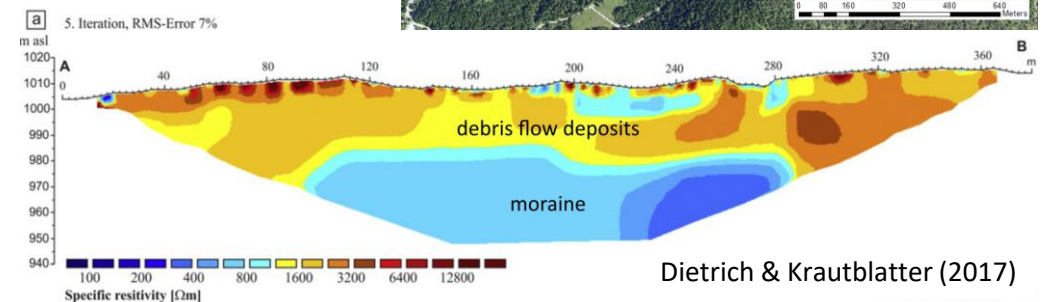 0 80 160 320 480 640
Meters
a 5. Iteration, RMS-Error 7%
m asl
A B
0 40 80 120 160 200 240 280 320 360 m
1020
1010
1000
990
980
970
960
950
940
debris flow deposits
moraine
100 200 400 800 1600 3200 6400 12800
Specific resitivity [Ωm]
Dietrich & Krautblatter (2017)